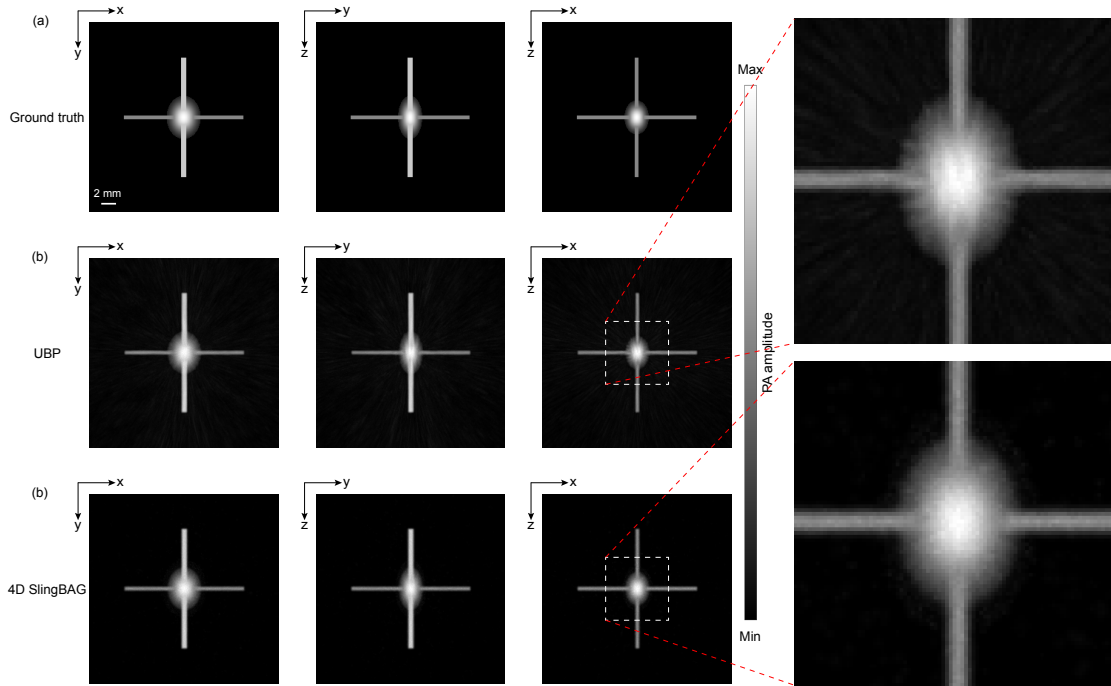 (a)
x
y
y
z
x
z
Ground truth
2 mm
Max
(b)
x
y
y
z
x
z
UBP
PA amplitude
(b)
x
y
y
z
x
z
4D SlingBAG
Min